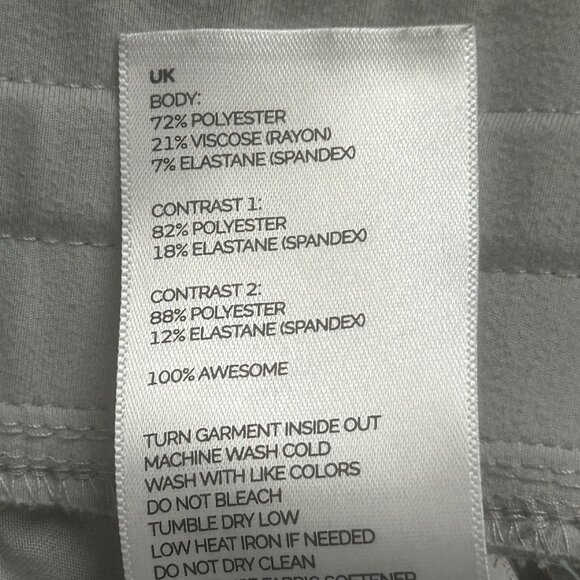 UK
BODY:
72% POLYESTER
21% VISCOSE (RAYON)
7% ELASTANE (SPANDEX)
CONTRAST 1:
82% POLYESTER
18% ELASTANE (SPANDEX)
CONTRAST 2:
88% POLYESTER
12% ELASTANE (SPANDEX)
100% AWESOME
TURN GARMENT INSIDE OUT
MACHINE WASH COLD
WASH WITH LIKE COLORS
DO NOT BLEACH
TUMBLE DRY LOW
LOW HEAT IRON IF NEEDED
DO NOT DRY CLEAN
FABRIC SOFTENER